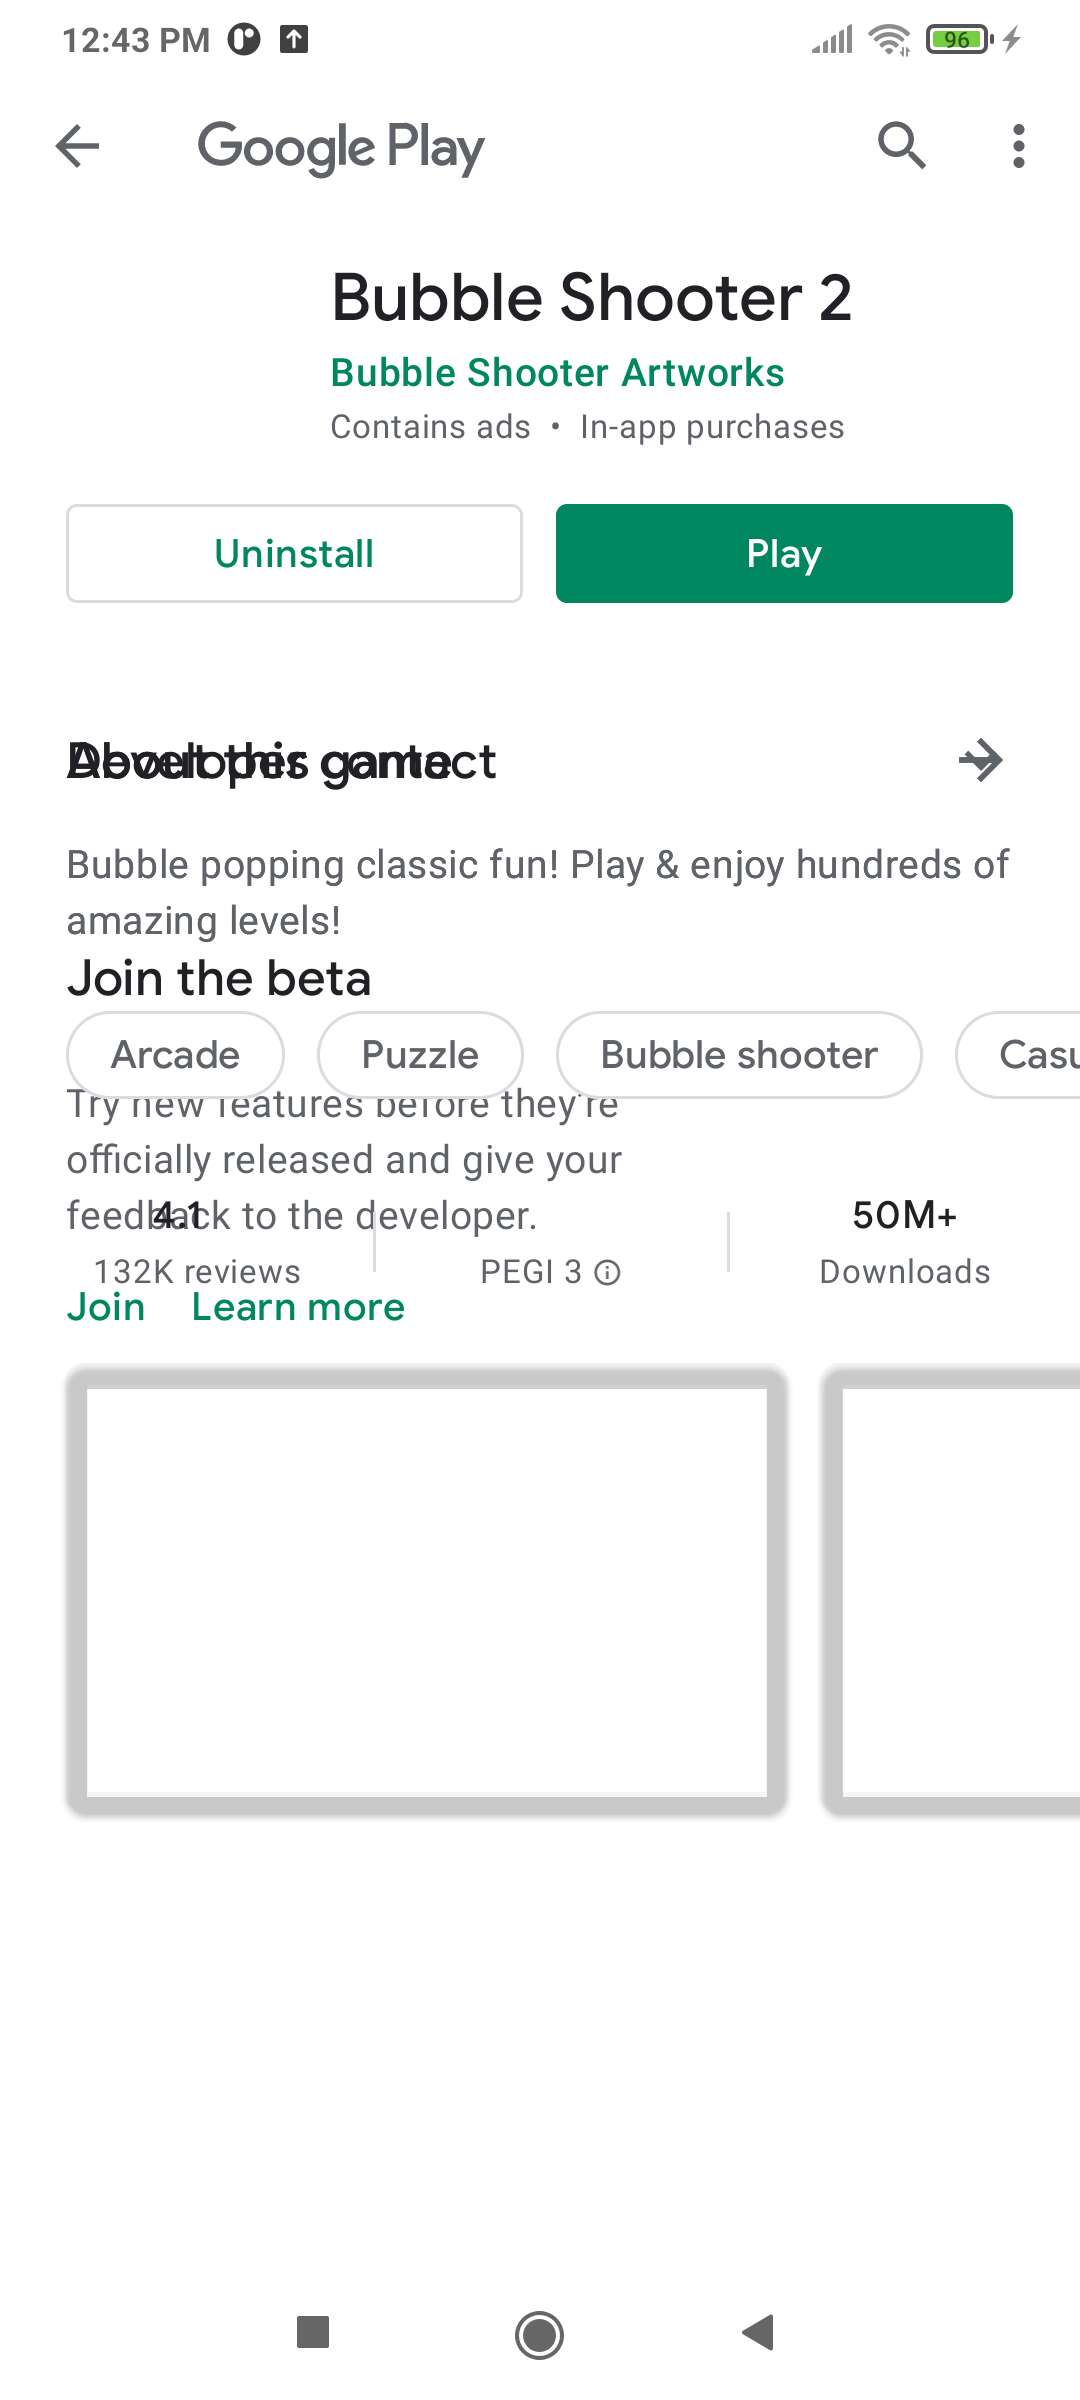 12:43 PM
96
Google Play
Bubble Shooter 2
Bubble Shooter Artworks
Contains ads • In-app purchases
Uninstall
Play
About this game
Developer contact
Bubble popping classic fun! Play & enjoy hundreds of
amazing levels!
Join the beta
Arcade
Puzzle
Bubble shooter
Casu
Try new features before they're
officially released and give your
feedback to the developer.
4.1
50M+
132K reviews
PEGI 3
Downloads
Join
Learn more